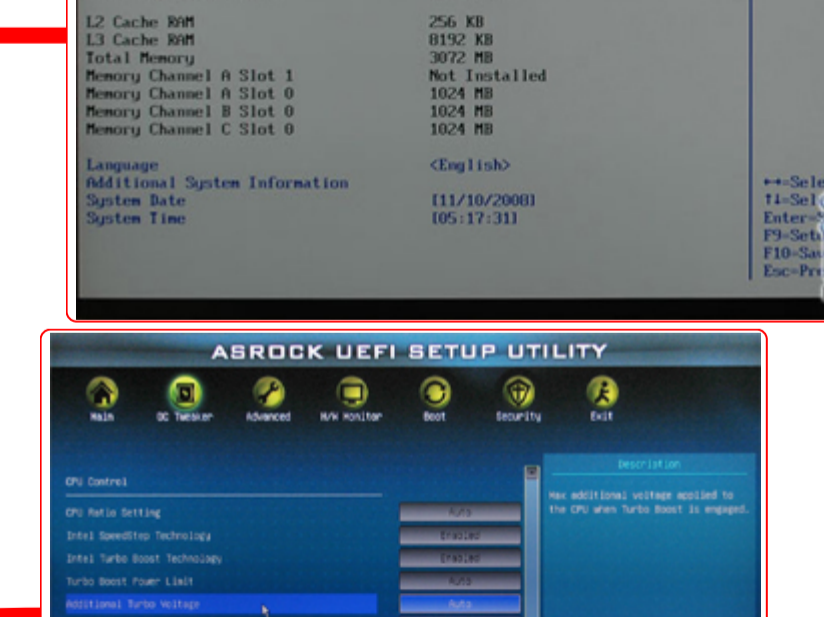 L2 Cache RAM 256 KB
L3 Cache RAM 8192 KB
Total Memory 3072 MB
Memory Channel A Slot 1 Not Installed
Memory Channel A Slot 0 1024 MB
Memory Channel B Slot 0 1024 MB
Memory Channel C Slot 0 1024 MB
Language <English>
Additional System Information
System Date [11/10/2008]
System Time [05:17:31]
↔=Sele
↑↓=Sel
Enter=
F9=Set
F10=Sav
Esc=Pre
ASROCK UEFI SETUP UTILITY
Main OC Tweaker Advanced H/W Monitor Boot Security Exit
Description
Max additional voltage applied to
the CPU when Turbo Boost is engaged.
CPU Control
CPU Ratio Setting Auto
Intel SpeedStep Technology Enabled
Intel Turbo Boost Technology Enabled
Turbo Boost Power Limit Auto
Additional Turbo Voltage Auto